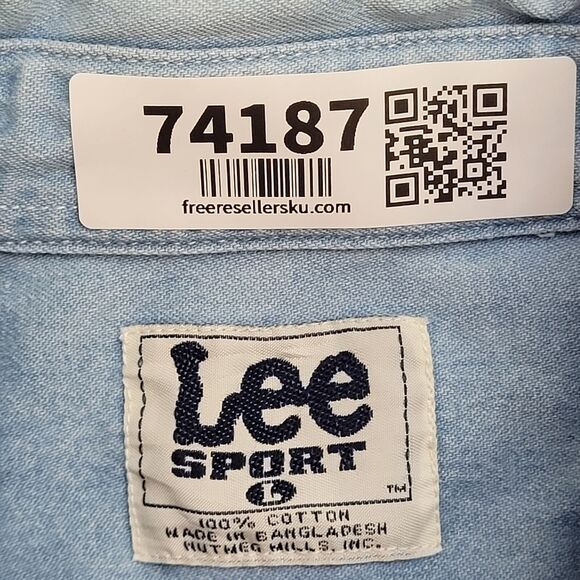 74187
freeresellersku.com
Lee
SPORT
TM
100% COTTON
MADE IN BANGLADESH
NUTMEG MILLS, INC.